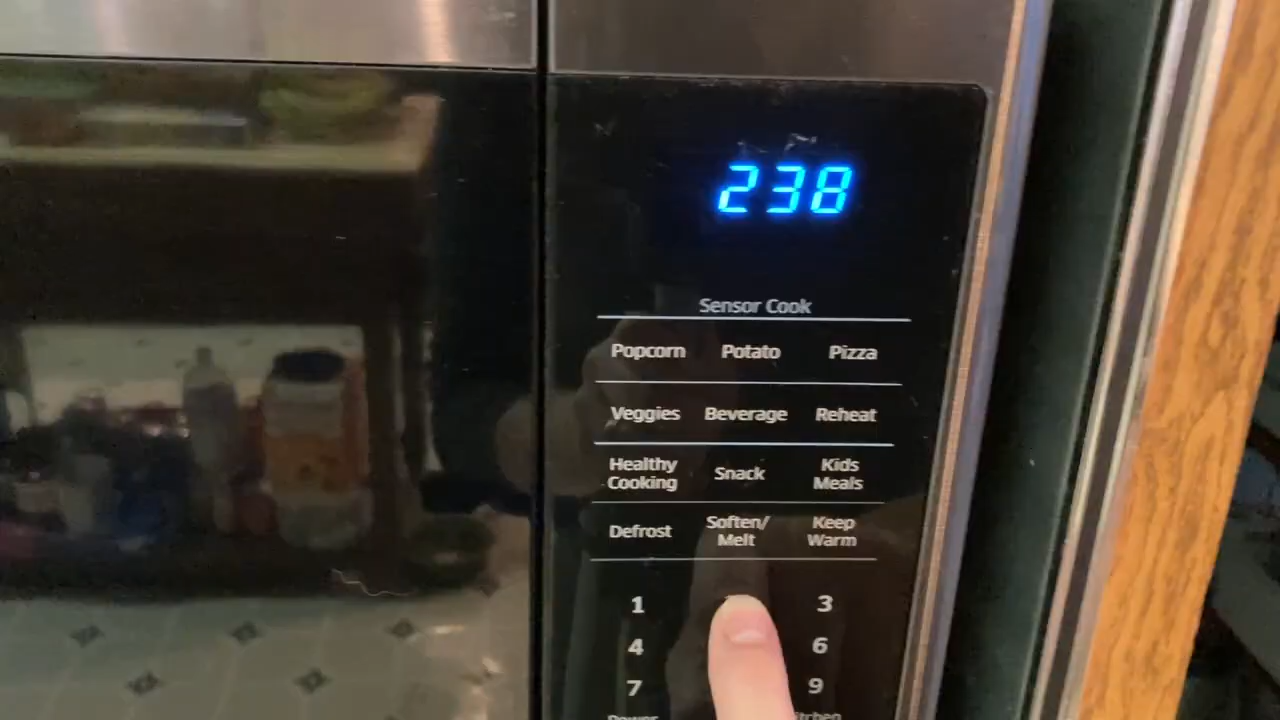 238
Sensor Cook
Popcorn Potato Pizza
Veggies Beverage Reheat
Healthy Cooking Snack Kids Meals
Defrost Soften/ Melt Keep Warm
1 3
4 6
7 9
Power